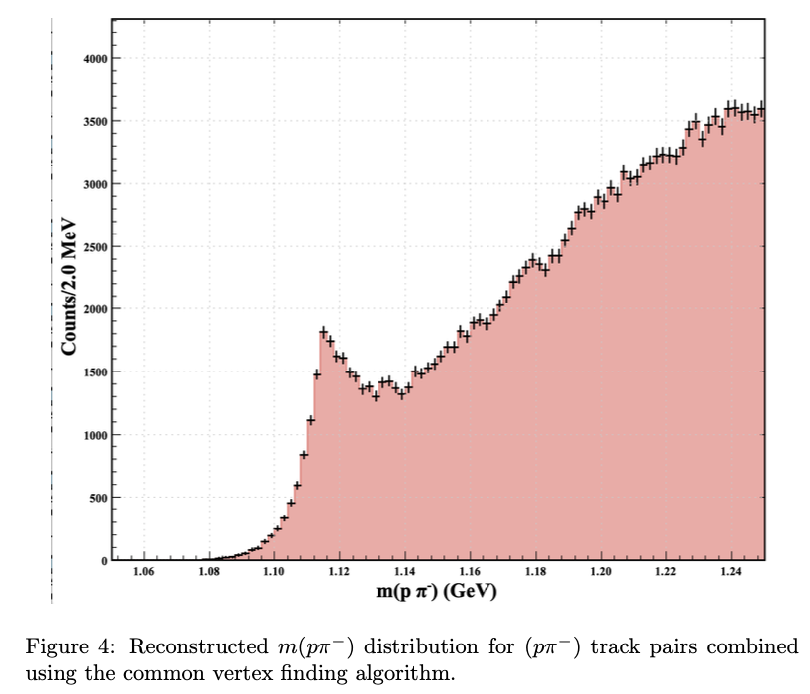 4000
3500
3000
2500
2000
1500
1000
500
0
Counts/2.0 MeV
1.06 1.08 1.10 1.12 1.14 1.16 1.18 1.20 1.22 1.24
m(p π⁻) (GeV)
Figure 4: Reconstructed m(pπ⁻) distribution for (pπ⁻) track pairs combined
using the common vertex finding algorithm.